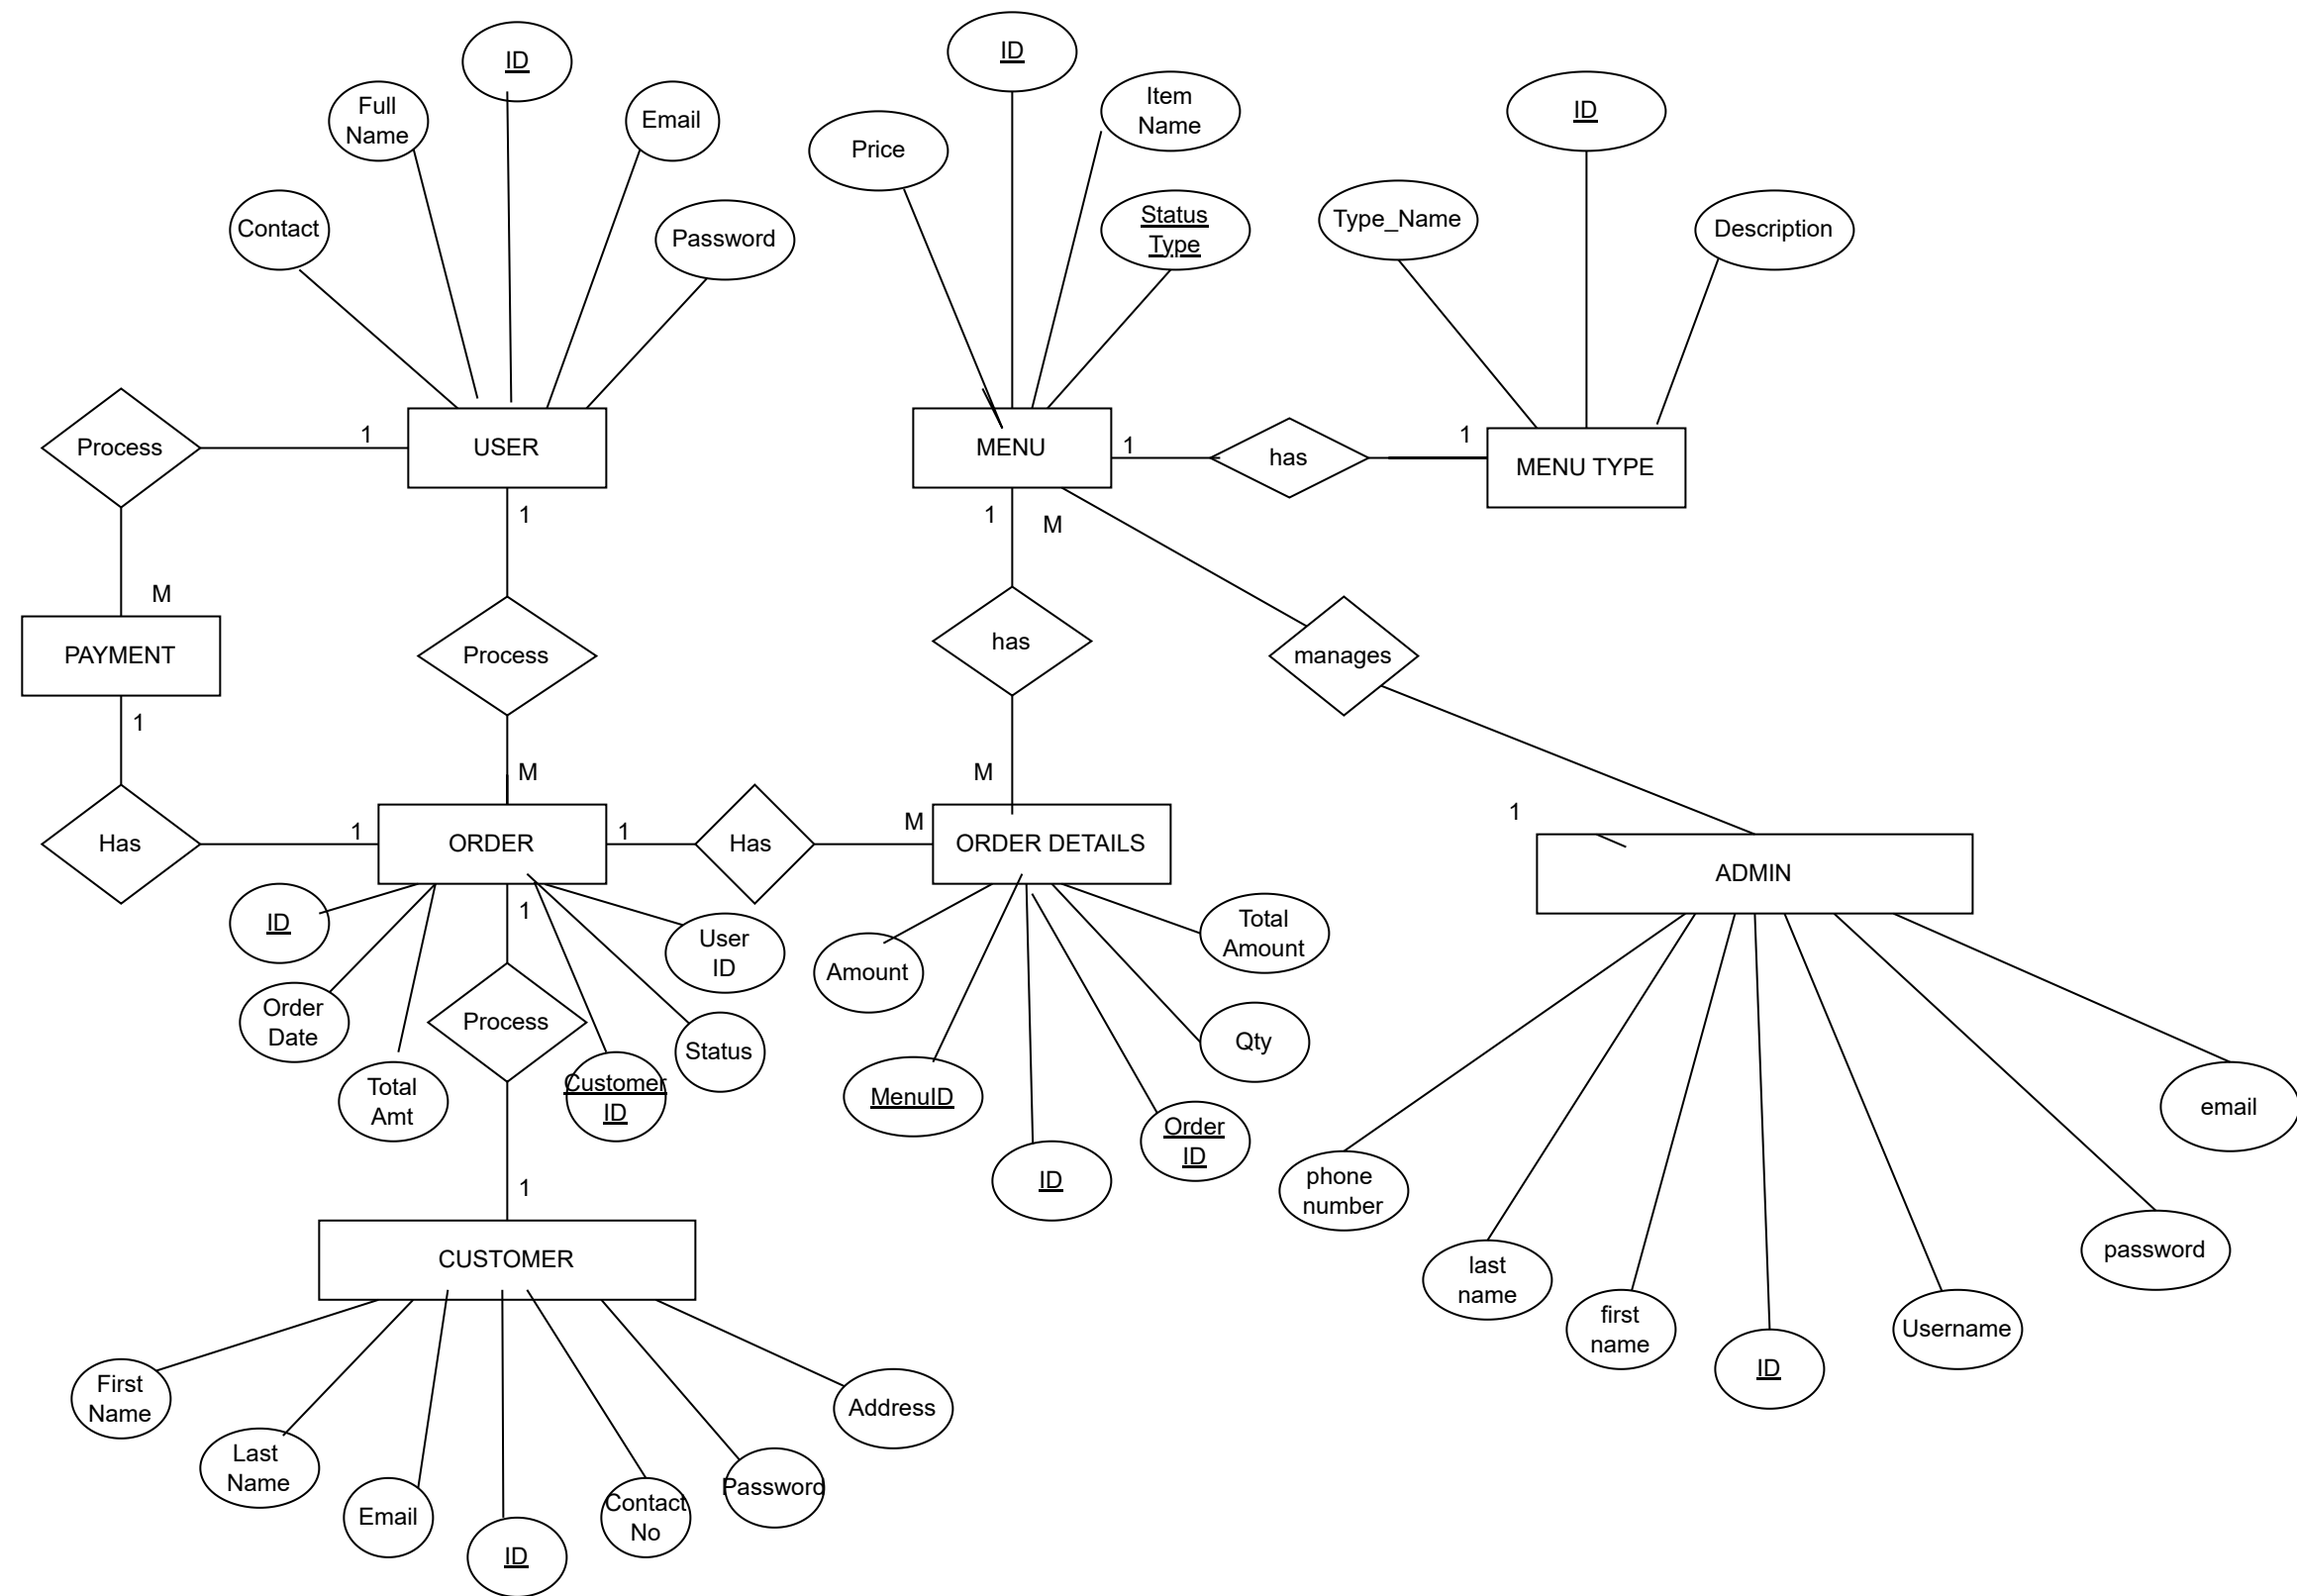 ID
ID
Full
Name
Email
Item
Name
ID
Price
Contact
Password
Status
Type
Type_Name
Description
Process
1
USER
MENU
1
has
1
MENU TYPE
1
1
M
M
PAYMENT
Process
has
manages
1
M
M
1
Has
1
ORDER
1
Has
M
ORDER DETAILS
ADMIN
ID
1
User
ID
Amount
Total
Amount
Order
Date
Process
Status
Qty
Total
Amt
Customer
ID
MenuID
Order
ID
email
ID
phone
number
1
CUSTOMER
last
name
password
first
name
Username
ID
First
Name
Address
Last
Name
Password
Email
Contact
No
ID